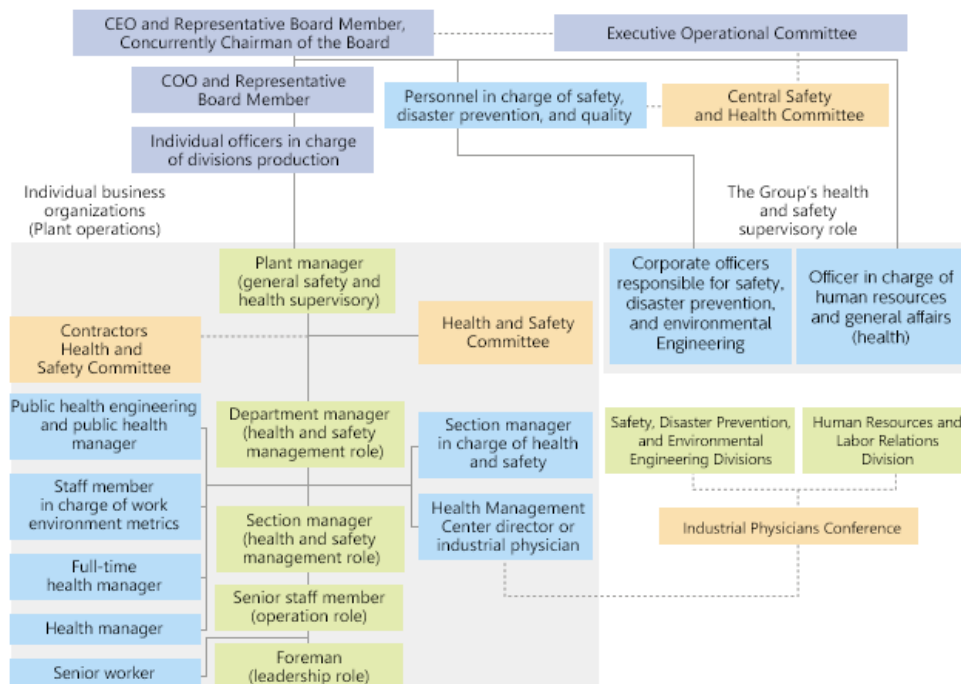 CEO and Representative Board Member,
Concurrently Chairman of the Board
Executive Operational Committee
COO and Representative
Board Member
Personnel in charge of safety,
disaster prevention, and quality
Central Safety
and Health Committee
Individual officers in charge
of divisions production
Individual business
organizations
(Plant operations)
The Group's health
and safety
supervisory role
Plant manager
(general safety and
health supervisory)
Corporate officers
responsible for safety,
disaster prevention,
and environmental
Engineering
Officer in charge of
human resources
and general affairs
(health)
Contractors
Health and
Safety Committee
Health and Safety
Committee
Public health engineering
and public health
manager
Department manager
(health and safety
management role)
Section manager
in charge of health
and safety
Safety, Disaster Prevention,
and Environmental
Engineering Divisions
Human Resources and
Labor Relations
Division
Staff member
in charge of work
environment metrics
Section manager
(health and safety
management role)
Health Management
Center director or
industrial physician
Industrial Physicians Conference
Full-time
health manager
Senior staff member
(operation role)
Health manager
Senior worker
Foreman
(leadership role)